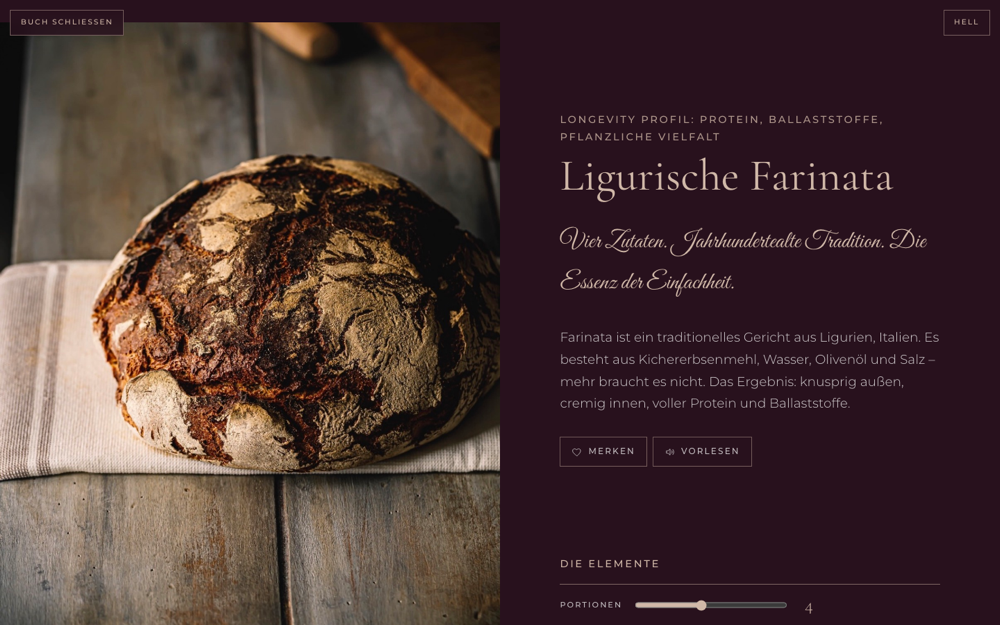 BUCH SCHLIESSEN
HELL
LONGEVITY PROFIL: PROTEIN, BALLASTSTOFFE,
PFLANZLICHE VIELFALT
Ligurische Farinata
Vier Zutaten. Jahrhundertealte Tradition. Die
Essenz der Einfachheit.
Farinata ist ein traditionelles Gericht aus Ligurien, Italien. Es
besteht aus Kichererbsenmehl, Wasser, Olivenöl und Salz –
mehr braucht es nicht. Das Ergebnis: knusprig außen,
cremig innen, voller Protein und Ballaststoffe.
MERKEN
VORLESEN
DIE ELEMENTE
PORTIONEN 4